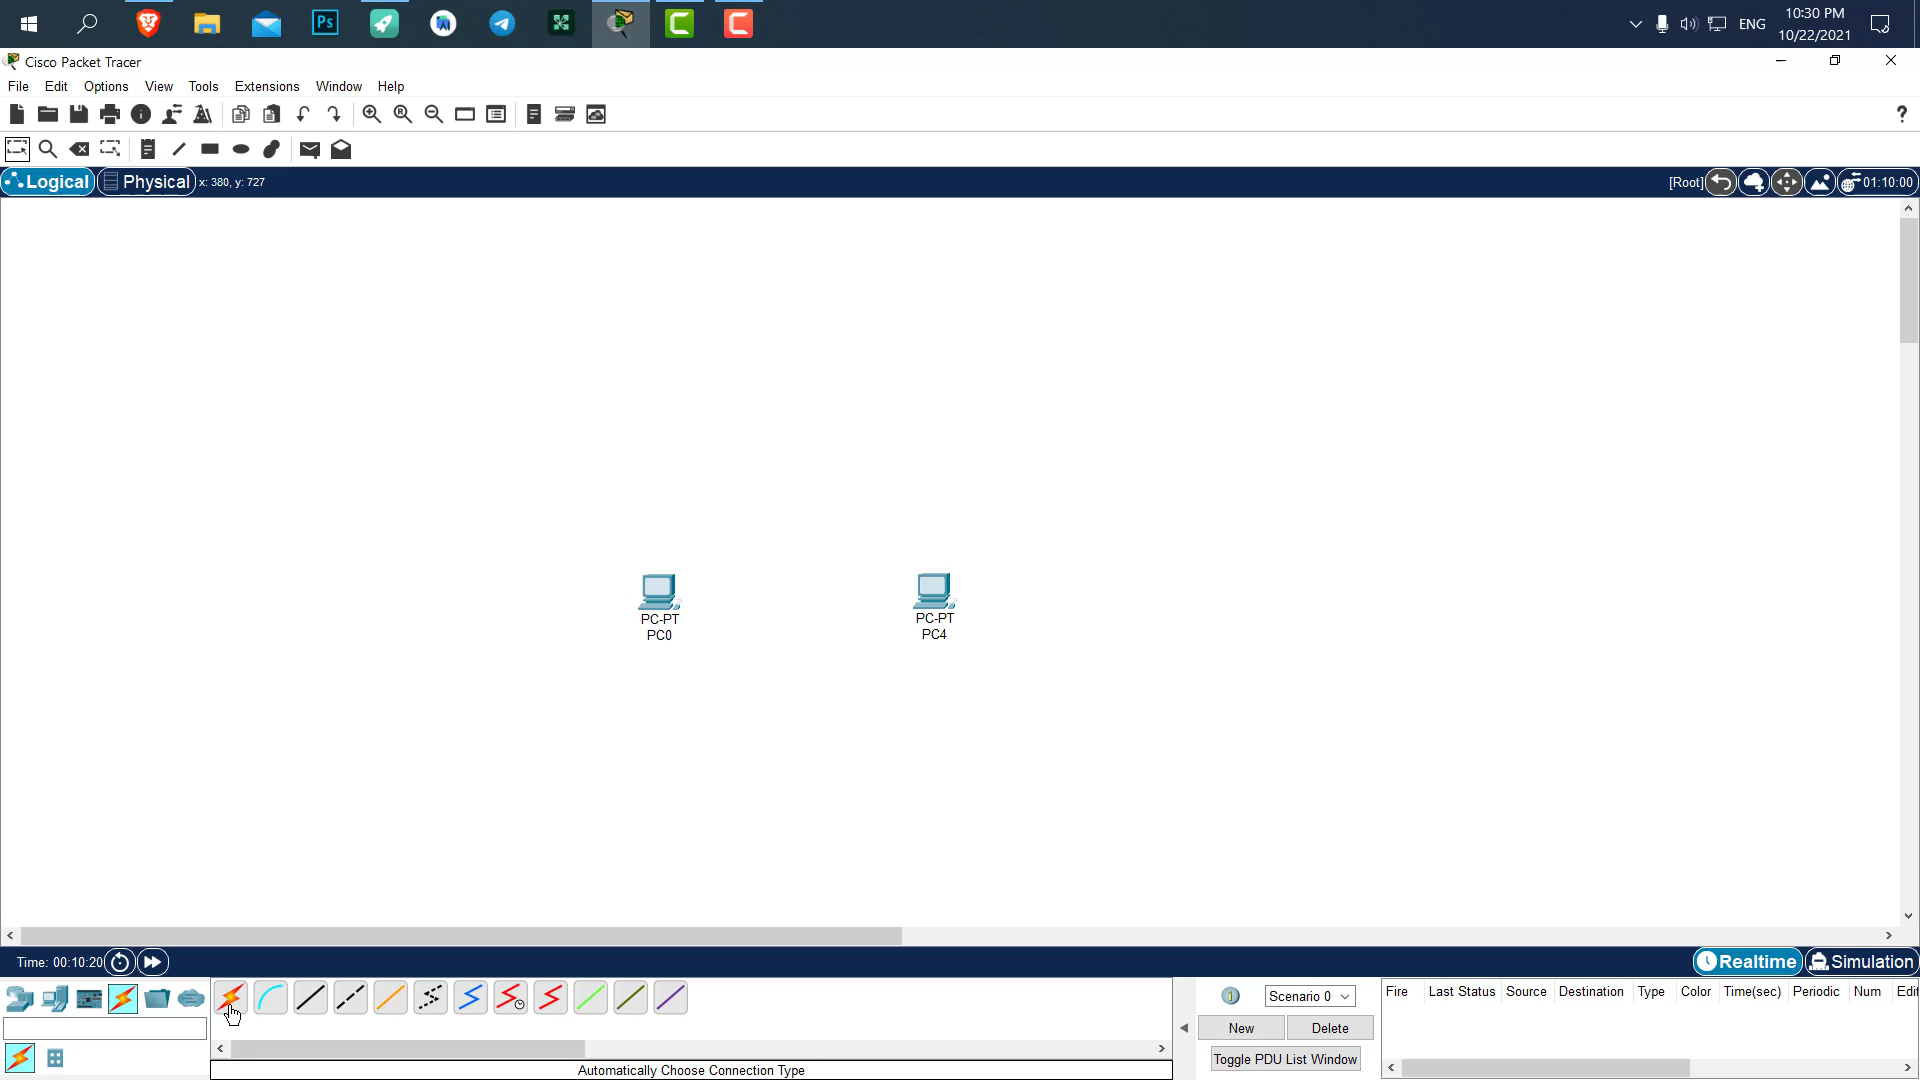 Ps
ENG
10:30 PM
10/22/2021
Cisco Packet Tracer
File Edit Options View Tools Extensions Window Help
?
Logical Physical x: 380, y: 727
[Root] 01:10:00
PC-PT
PC0
PC-PT
PC4
Time: 00:10:20
Realtime Simulation
Scenario 0
New Delete
Toggle PDU List Window
Fire Last Status Source Destination Type Color Time(sec) Periodic Num Edit
Automatically Choose Connection Type